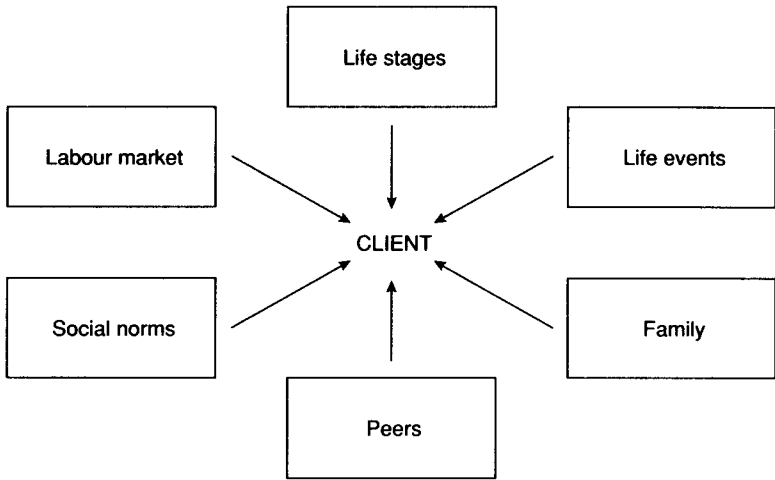 Life stages
Labour market
Life events
CLIENT
Social norms
Family
Peers